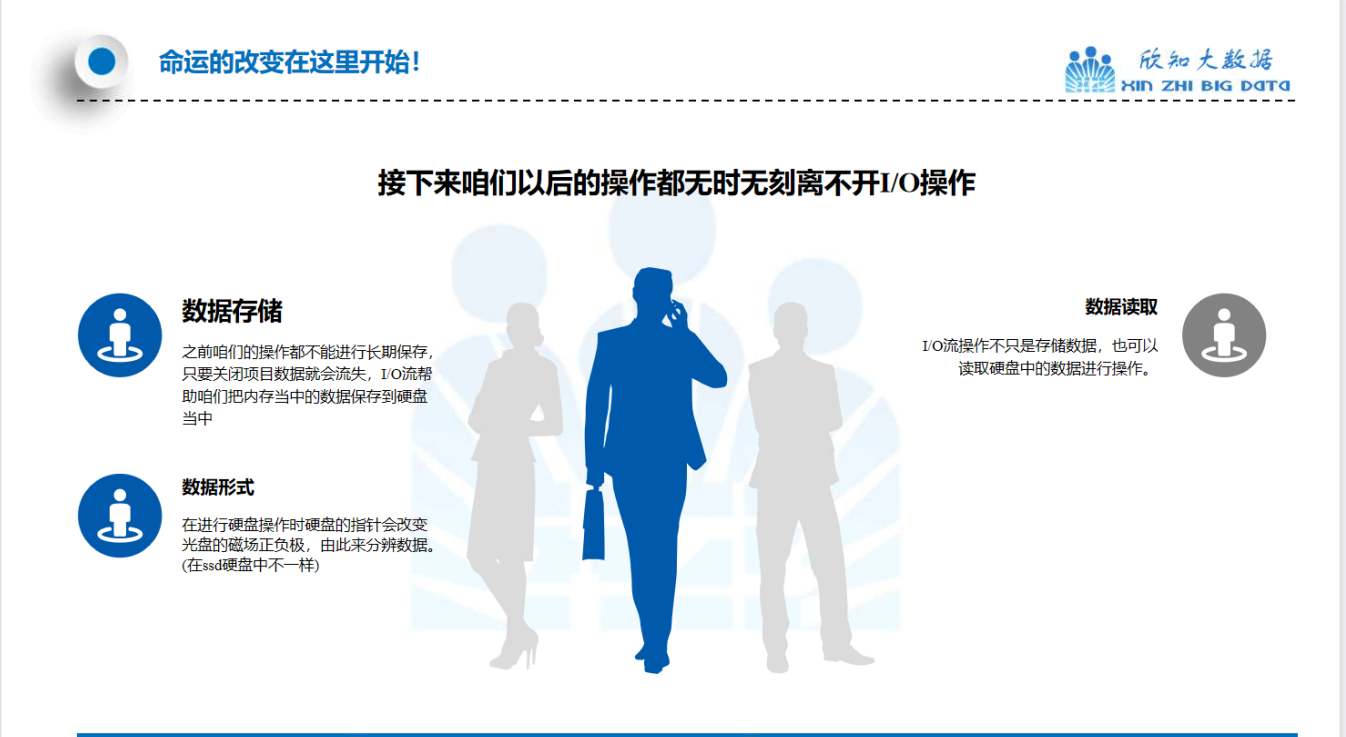 命运的改变在这里开始！
欣知大数据
XIN ZHI BIG DATA
接下来咱们以后的操作都无时无刻离不开I/O操作
数据存储
之前咱们的操作都不能进行长期保存，
只要关闭项目数据就会流失，I/O流帮
助咱们把内存当中的数据保存到硬盘
当中
数据形式
在进行硬盘操作时硬盘的指针会改变
光盘的磁场正负极，由此来分辨数据。
(在ssd硬盘中不一样)
数据读取
I/O流操作不只是存储数据，也可以
读取硬盘中的数据进行操作。